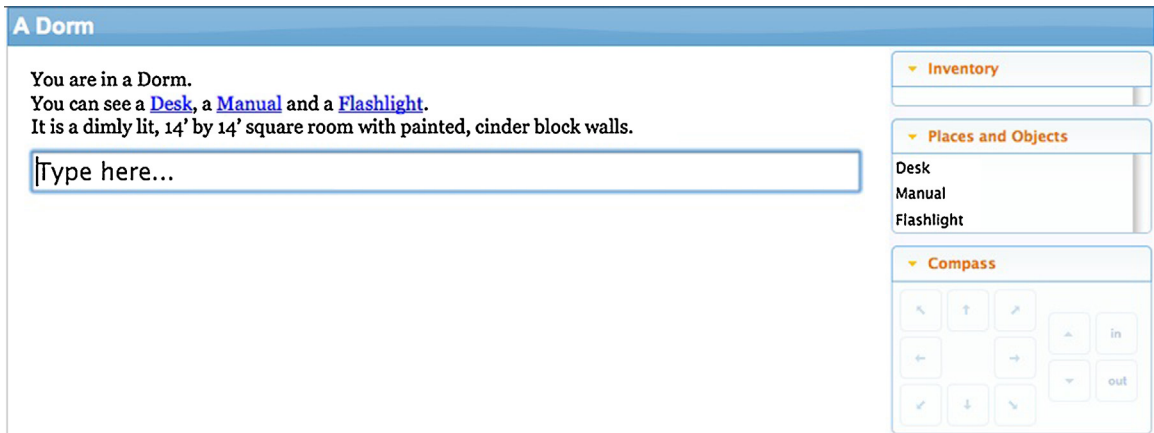 A Dorm
You are in a Dorm.
You can see a Desk, a Manual and a Flashlight.
It is a dimly lit, 14’ by 14’ square room with painted, cinder block walls.
Type here...
Inventory
Places and Objects
Desk
Manual
Flashlight
Compass
in
out